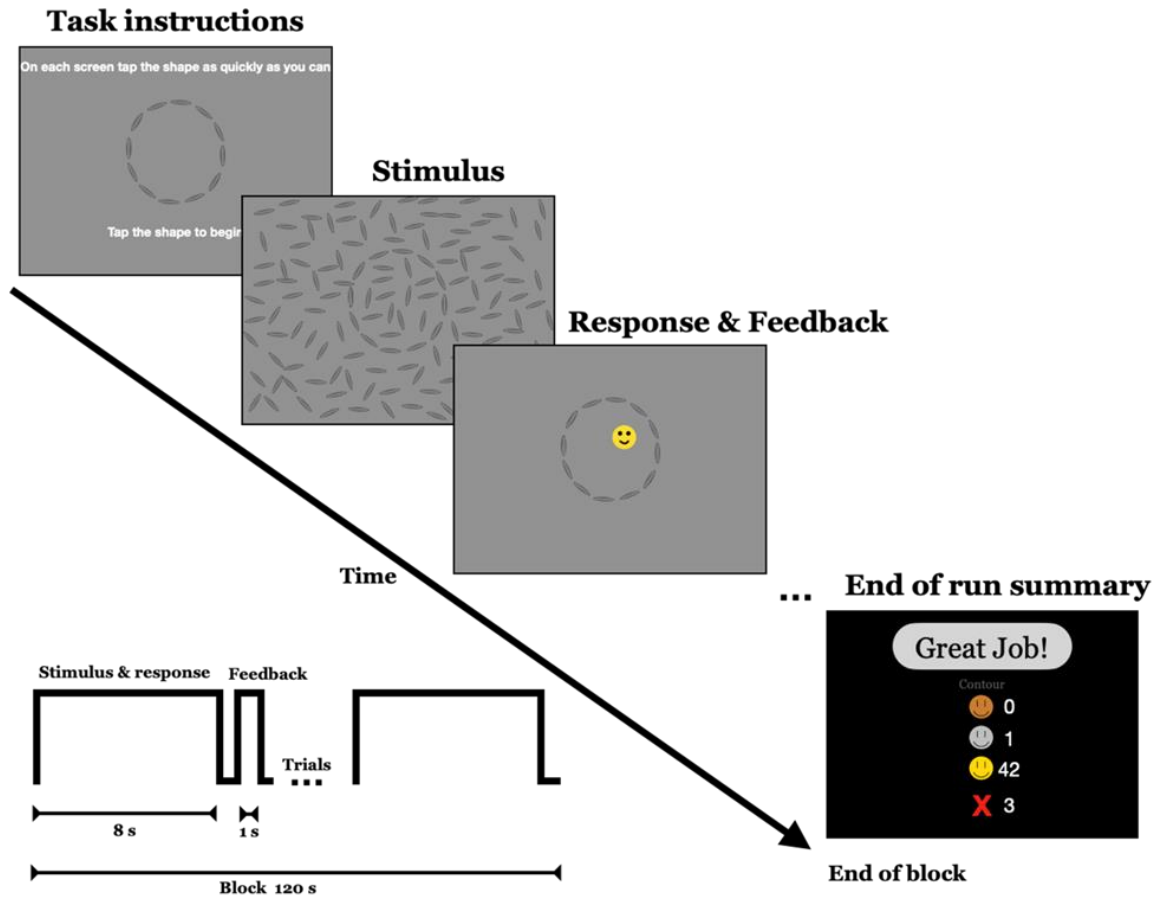 Task instructions
On each screen tap the shape as quickly as you can
Tap the shape to begin
Stimulus
Response & Feedback
Time
...
End of run summary
Great Job!
Contour
0
1
42
X 3
Stimulus & response
Feedback
Trials
...
8 s
1 s
Block 120 s
End of block